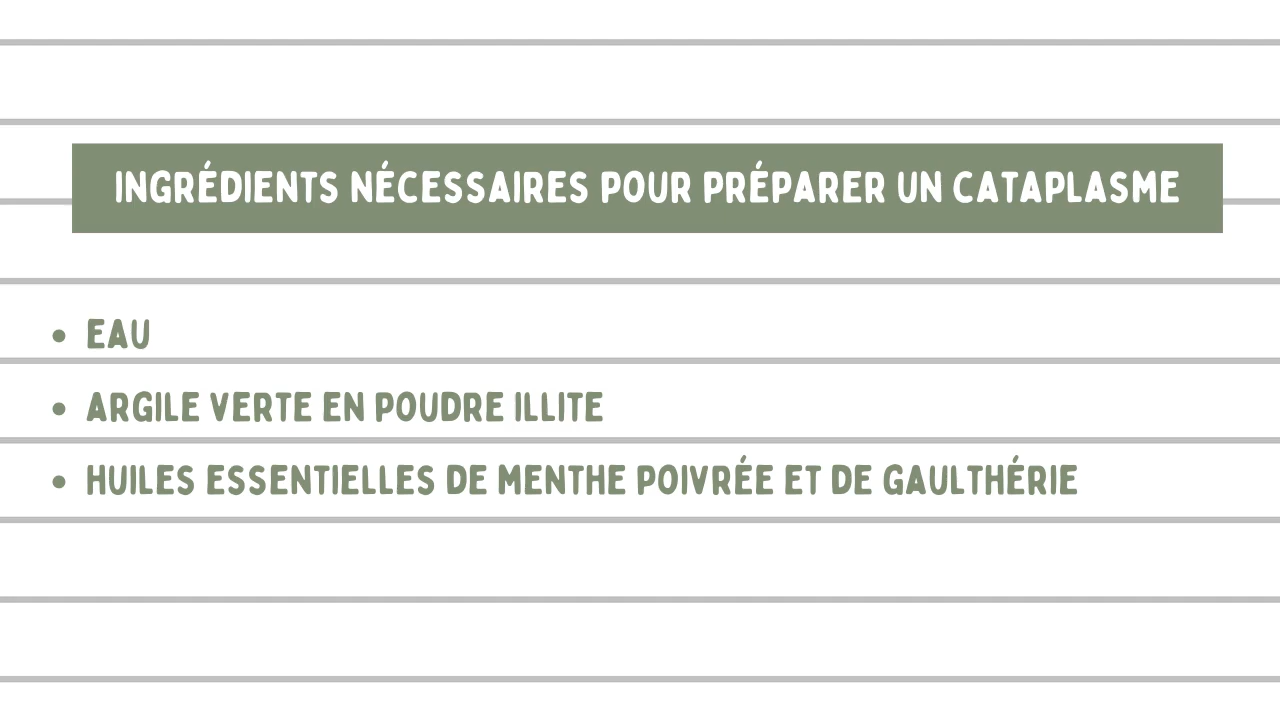 INGRÉDIENTS NÉCESSAIRES POUR PRÉPARER UN CATAPLASME
• EAU
• ARGILE VERTE EN POUDRE ILLITE
• HUILES ESSENTIELLES DE MENTHE POIVRÉE ET DE GAULTHÉRIE